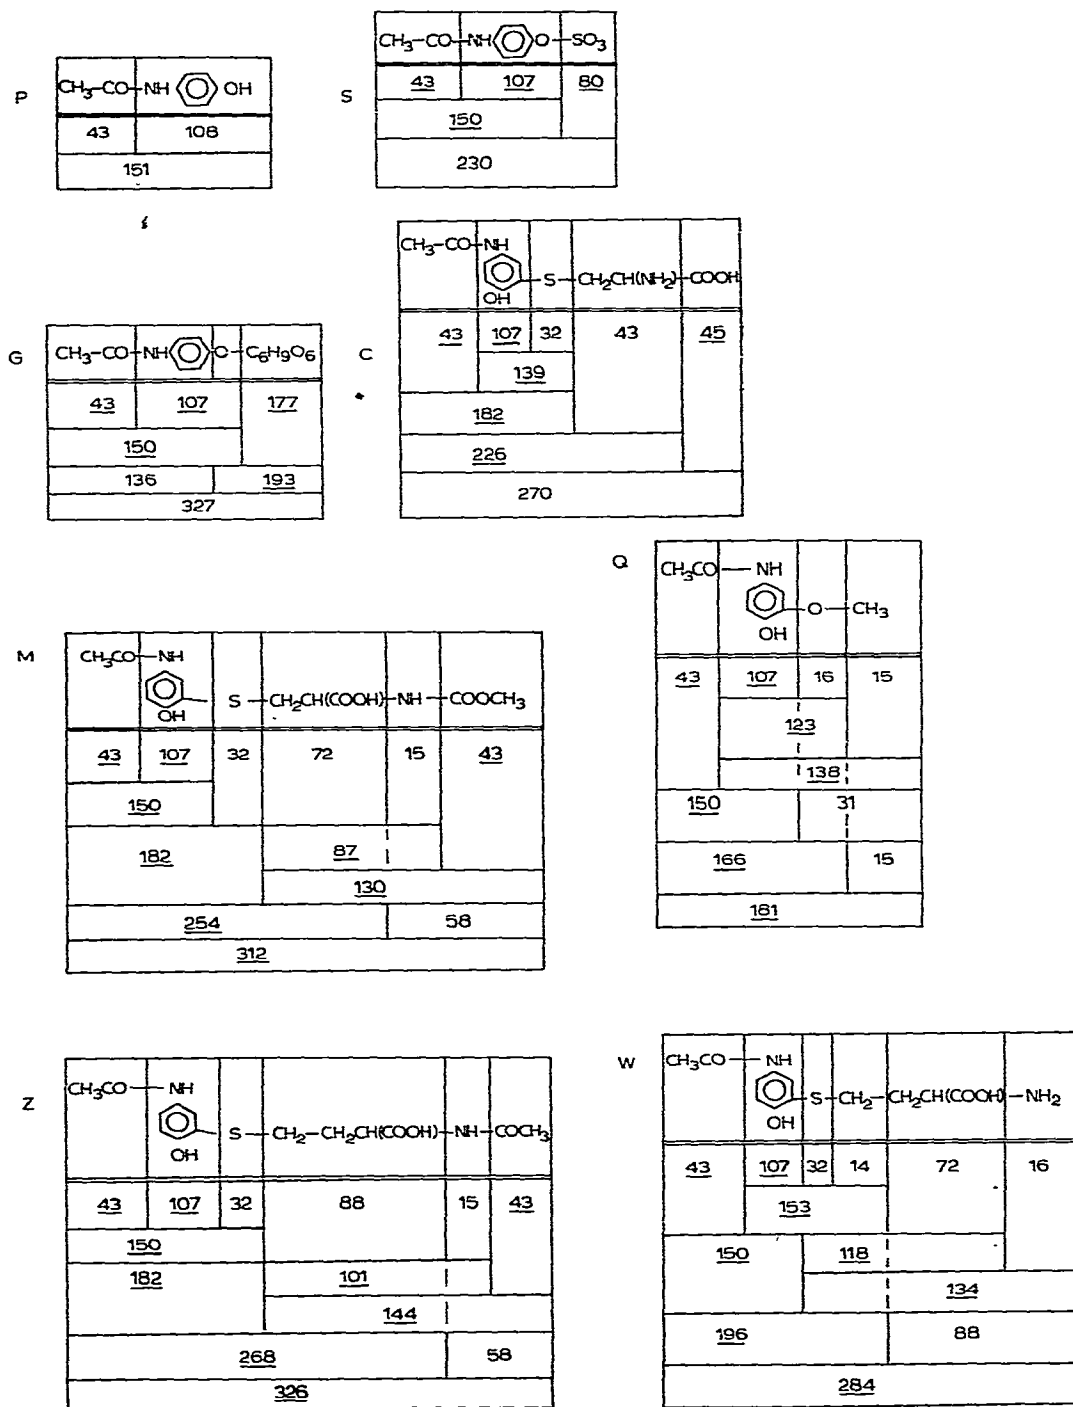 P
CH3-CO-NH OH
43 108
151
S
CH3-CO-NH O-SO3
43 107 80
150
230
G
CH3-CO-NH C-C6H9O6
43 107 177
150
136 193
327
C
CH3-CO-NH
S-CH2CH(NH2)-COOH
OH
43 107 32 43 45
139
182
226
270
Q
CH3CO-NH
O-CH3
OH
43 107 16 15
123
138
150 31
166 15
181
M
CH3CO-NH
S-CH2CH(COOH)-NH-COOCH3
OH
43 107 32 72 15 43
150
182 87
130
254 58
312
Z
CH3CO-NH
S-CH2-CH2CH(COOH)-NH-COCH3
OH
43 107 32 88 15 43
150
182 101
144
268 58
326
W
CH3CO-NH
S-CH2-CH2CH(COOH)-NH2
OH
43 107 32 14 72 16
153
150 118
134
196 88
284